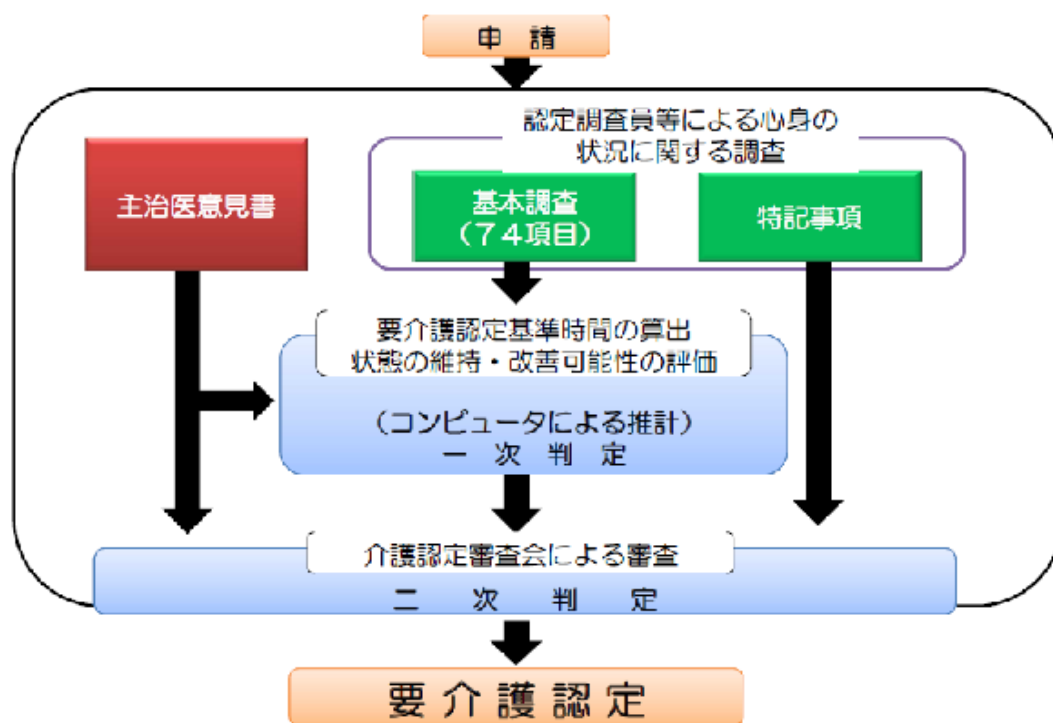 申 請
認定調査員等による心身の
状況に関する調査
主治医意見書
基本調査
(74項目)
特記事項
要介護認定基準時間の算出
状態の維持・改善可能性の評価
(コンピュータによる推計)
一 次 判 定
介護認定審査会による審査
二 次 判 定
要介護認定